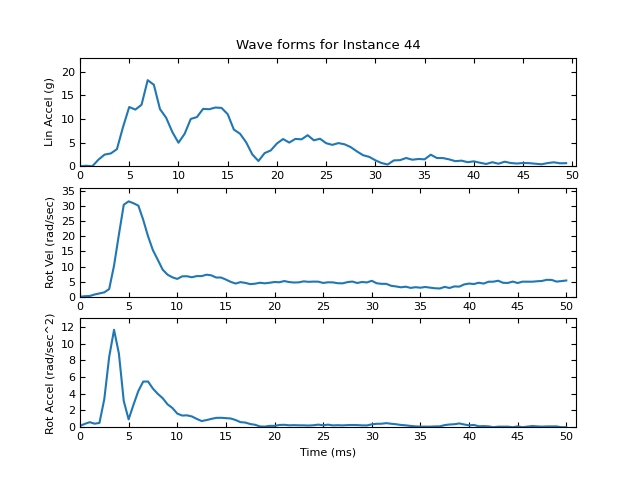 Wave forms for Instance 44
Lin Accel (g)
20
15
10
5
0
0 5 10 15 20 25 30 35 40 45 50
Rot Vel (rad/sec)
35
30
25
20
15
10
5
0
0 5 10 15 20 25 30 35 40 45 50
Rot Accel (rad/sec^2)
12
10
8
6
4
2
0
0 5 10 15 20 25 30 35 40 45 50
Time (ms)